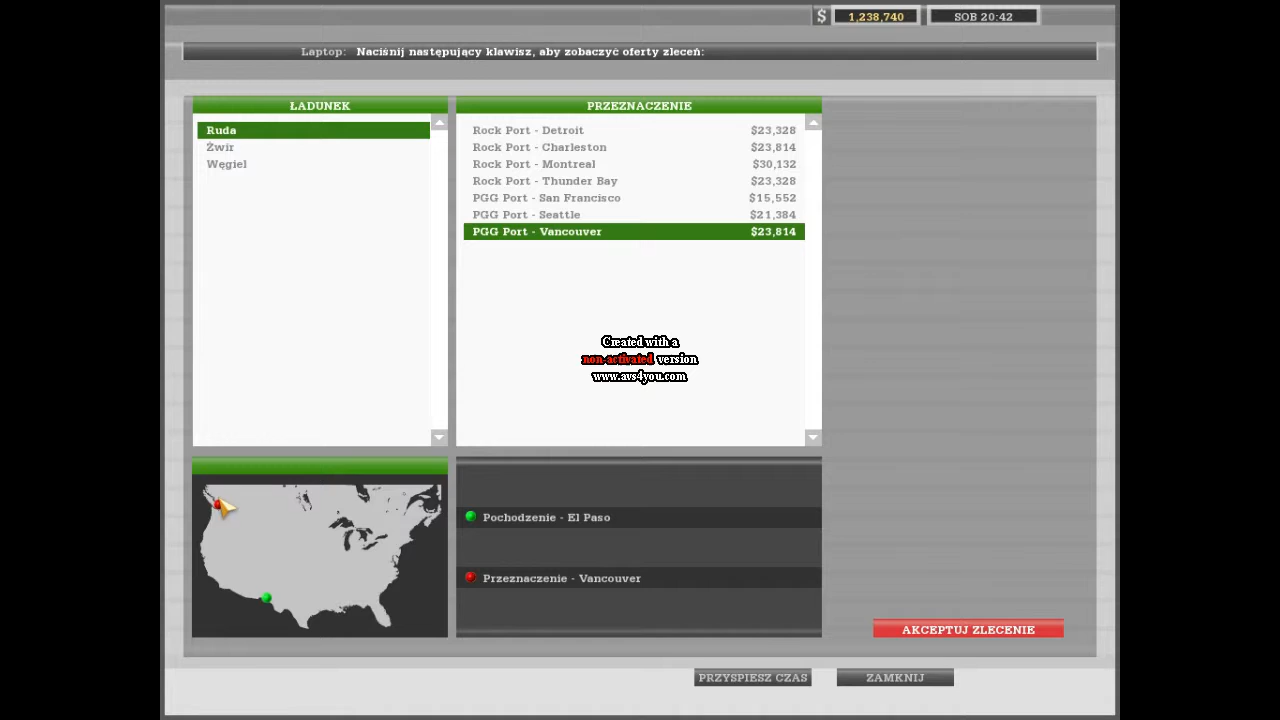 $ 1,238,740 SOB 20:42
Laptop: Naciśnij następujący klawisz, aby zobaczyć oferty zleceń:
ŁADUNEK
Ruda
Żwir
Węgiel
PRZEZNACZENIE
Rock Port - Detroit $23,328
Rock Port - Charleston $23,814
Rock Port - Montreal $30,132
Rock Port - Thunder Bay $23,328
PGG Port - San Francisco $15,552
PGG Port - Seattle $21,384
PGG Port - Vancouver $23,814
Created with a
non-activated version
www.avs4you.com
Pochodzenie - El Paso
Przeznaczenie - Vancouver
AKCEPTUJ ZLECENIE
PRZYSPIESZ CZAS ZAMKNIJ